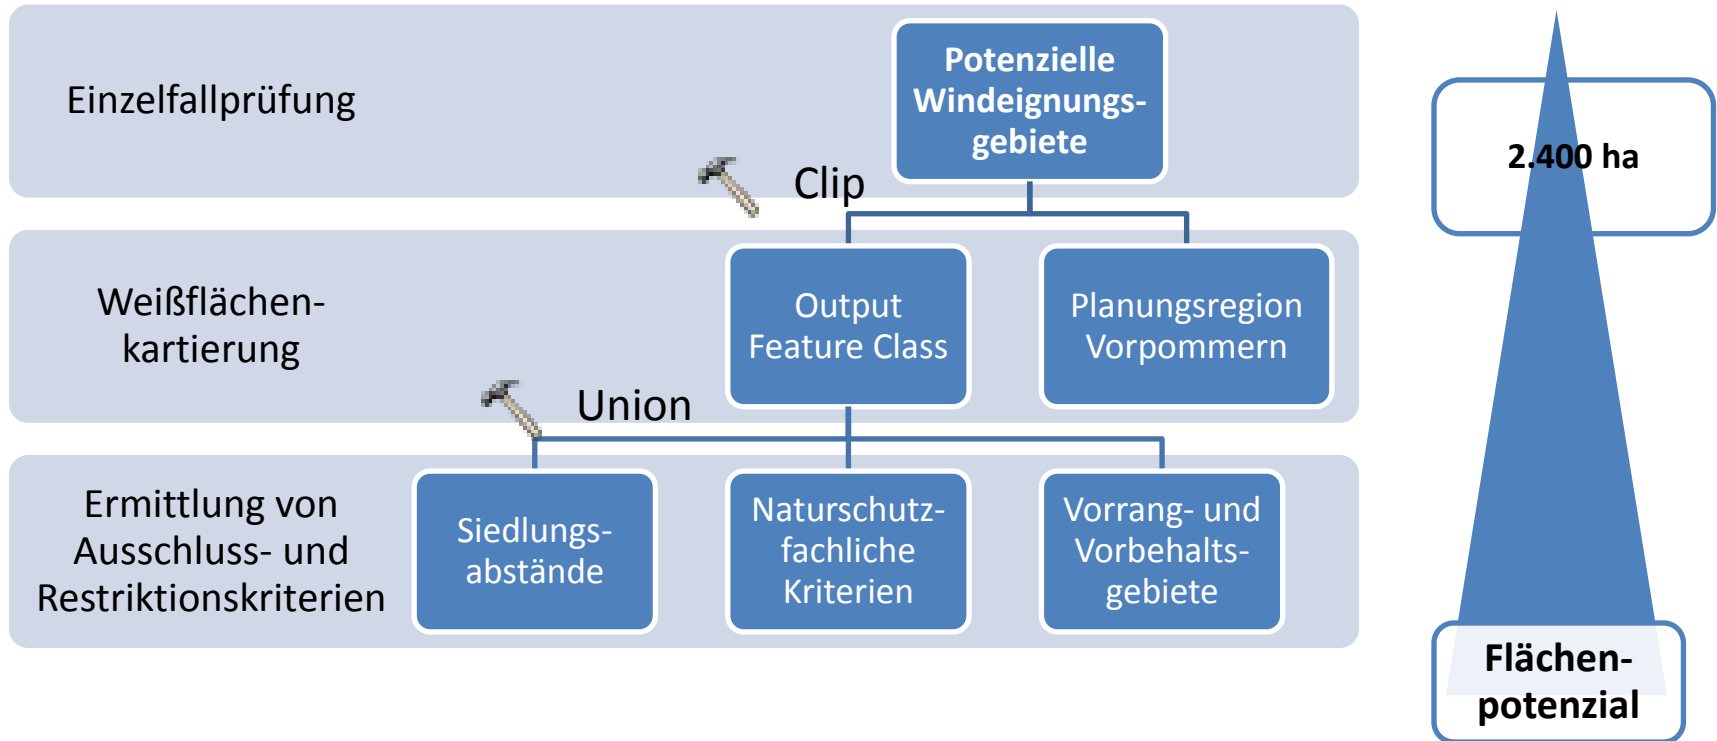 Einzelfallprüfung
Potenzielle
Windeignungs-
gebiete
Clip
2.400 ha
Weißflächen-
kartierung
Output
Feature Class
Planungsregion
Vorpommern
Union
Ermittlung von
Ausschluss- und
Restriktionskriterien
Siedlungs-
abstände
Naturschutz-
fachliche
Kriterien
Vorrang- und
Vorbehalts-
gebiete
Flächen-
potenzial